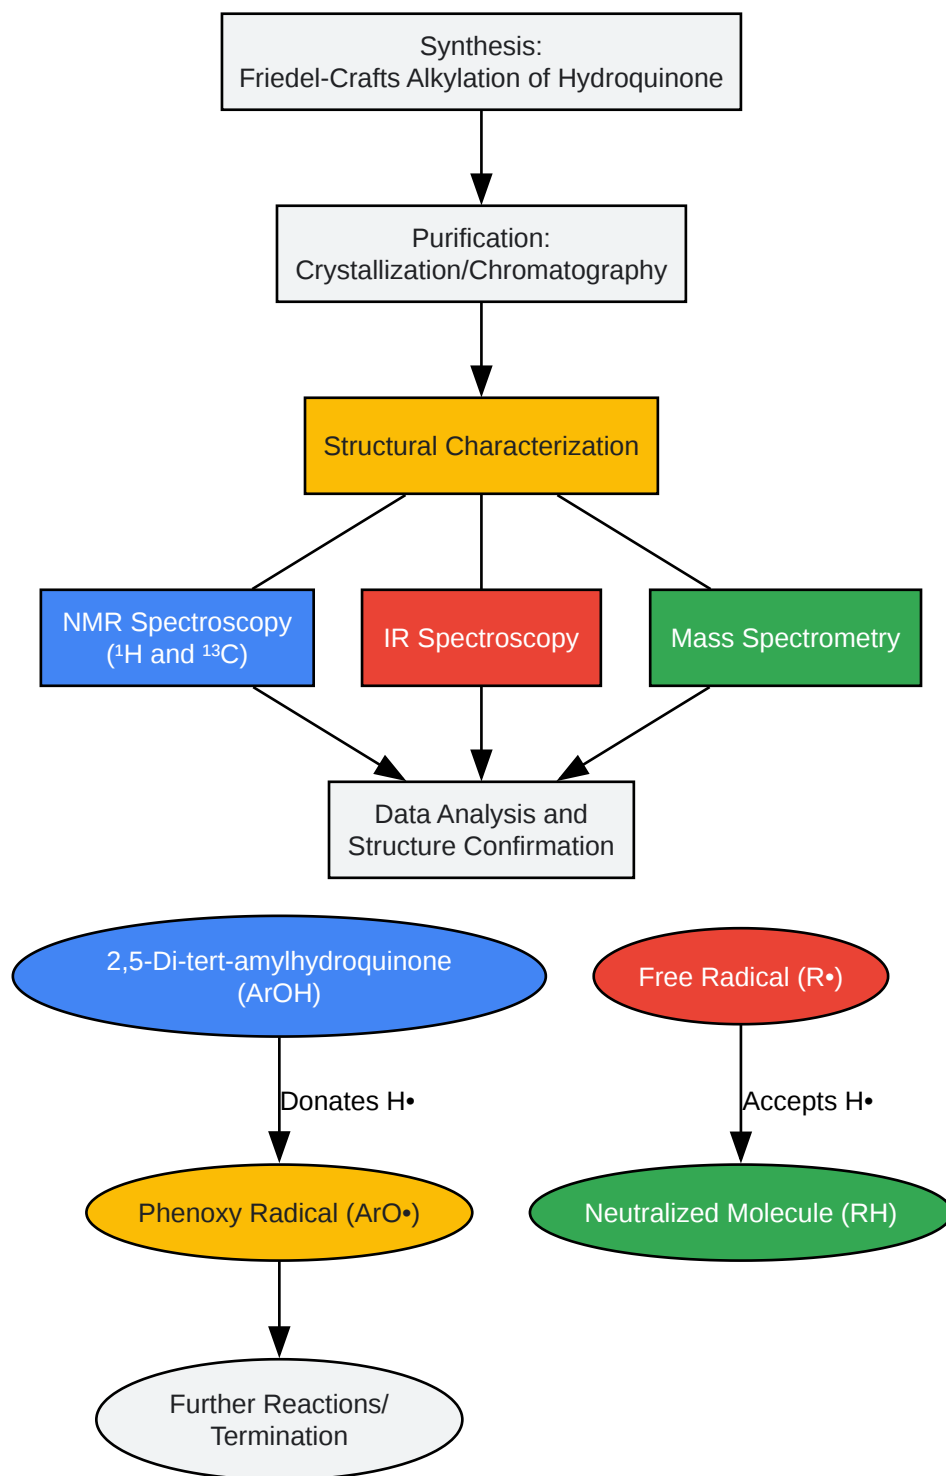 Synthesis:
Friedel-Crafts Alkylation of Hydroquinone
Purification:
Crystallization/Chromatography
Structural Characterization
NMR Spectroscopy
(¹H and ¹³C)
IR Spectroscopy
Mass Spectrometry
Data Analysis and
Structure Confirmation
2,5-Di-tert-amylhydroquinone
(ArOH)
Free Radical (R•)
Donates H•
Accepts H•
Phenoxy Radical (ArO•)
Neutralized Molecule (RH)
Further Reactions/
Termination